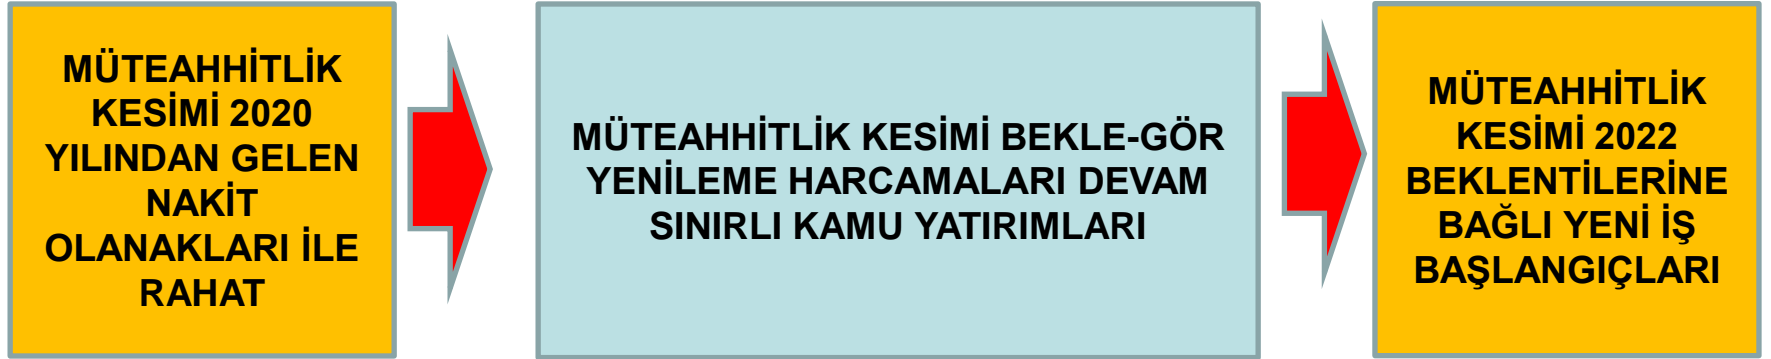 MÜTEAHHİTLİK
KESİMİ 2020
YILINDAN GELEN
NAKİT
OLANAKLARI İLE
RAHAT
MÜTEAHHİTLİK KESİMİ BEKLE-GÖR
YENİLEME HARCAMALARI DEVAM
SINIRLI KAMU YATIRIMLARI
MÜTEAHHİTLİK
KESİMİ 2022
BEKLENTİLERİNE
BAĞLI YENİ İŞ
BAŞLANGIÇLARI